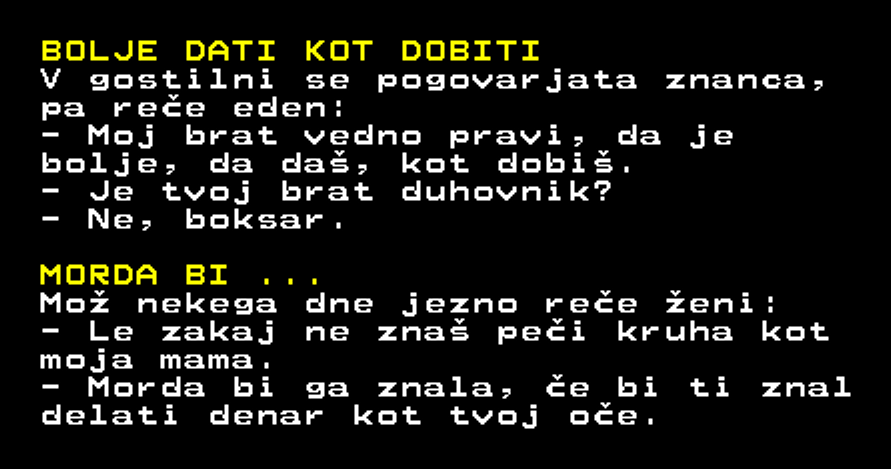 BOLJE DATI KOT DOBITI
V gostilni se pogovarjata znanca,
pa reče eden:
- Moj brat vedno pravi, da je
bolje, da daš, kot dobiš.
- Je tvoj brat duhovnik?
- Ne, boksar.
MORDA BI ...
Mož nekega dne jezno reče ženi:
- Le zakaj ne znaš peči kruha kot
moja mama.
- Morda bi ga znala, če bi ti znal
delati denar kot tvoj oče.